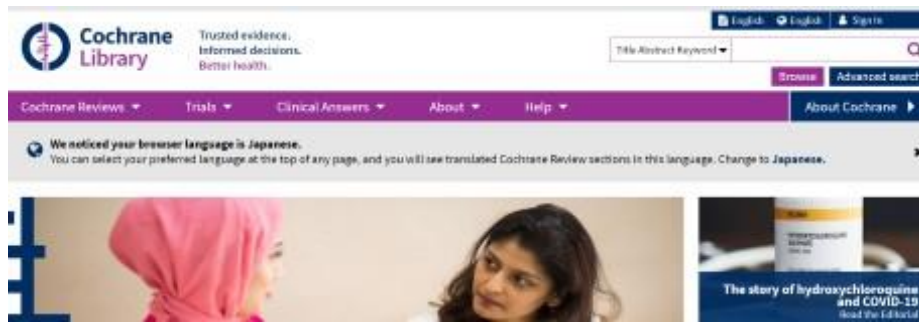 English English Sign In
Cochrane
Library
Trusted evidence.
Informed decisions.
Better health.
Title Abstract Keyword
Browse Advanced search
Cochrane Reviews Trials Clinical Answers About Help About Cochrane
We noticed your browser language is Japanese.
You can select your preferred language at the top of any page, and you will see translated Cochrane Review sections in this language. Change to Japanese.
The story of hydroxychloroquine
and COVID-19
Read the Editorial